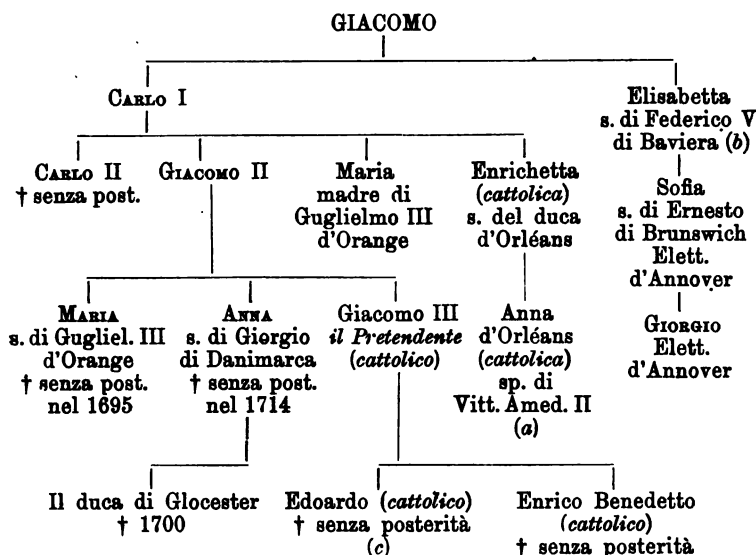 GIACOMO
CARLO I
Elisabetta
s. di Federico V
di Baviera (b)
CARLO II
† senza post.
GIACOMO II
Maria
madre di
Guglielmo III
d'Orange
Enrichetta
(cattolica)
s. del duca
d'Orléans
Sofia
s. di Ernesto
di Brunswich
Elett.
d'Annover
MARIA
s. di Gugliel. III
d'Orange
† senza post.
nel 1695
ANNA
s. di Giorgio
di Danimarca
† senza post.
nel 1714
Giacomo III
il Pretendente
(cattolico)
Anna
d'Orléans
(cattolica)
sp. di
Vitt. Amed. II
(a)
GIORGIO
Elett.
d'Annover
Il duca di Glocester
† 1700
Edoardo (cattolico)
† senza posterità
(c)
Enrico Benedetto
(cattolico)
† senza posterità